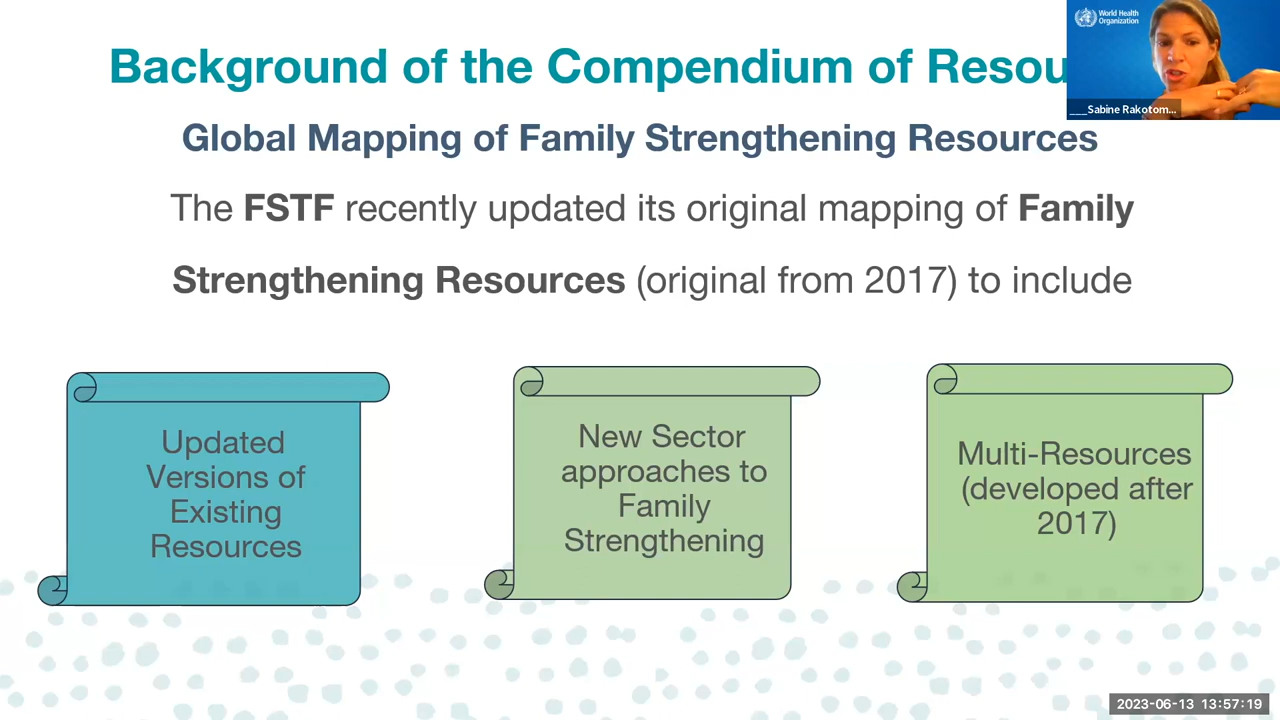 Background of the Compendium of Resou
World Health
Organization
___Sabine Rakotom...
Global Mapping of Family Strengthening Resources
The FSTF recently updated its original mapping of Family
Strengthening Resources (original from 2017) to include
Updated
Versions of
Existing
Resources
New Sector
approaches to
Family
Strengthening
Multi-Resources
(developed after
2017)
2023-06-13 13:57:19